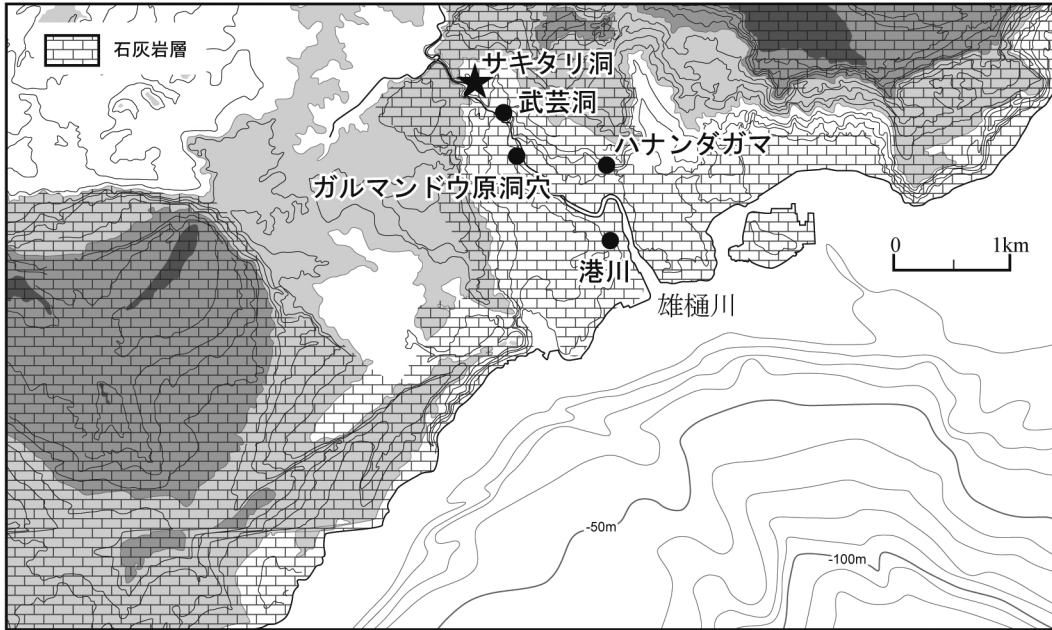 石灰岩層
サキタリ洞
武芸洞
ハナンダガマ
ガルマンドウ原洞穴
港川
雄樋川
0 1km
-50m
-100m